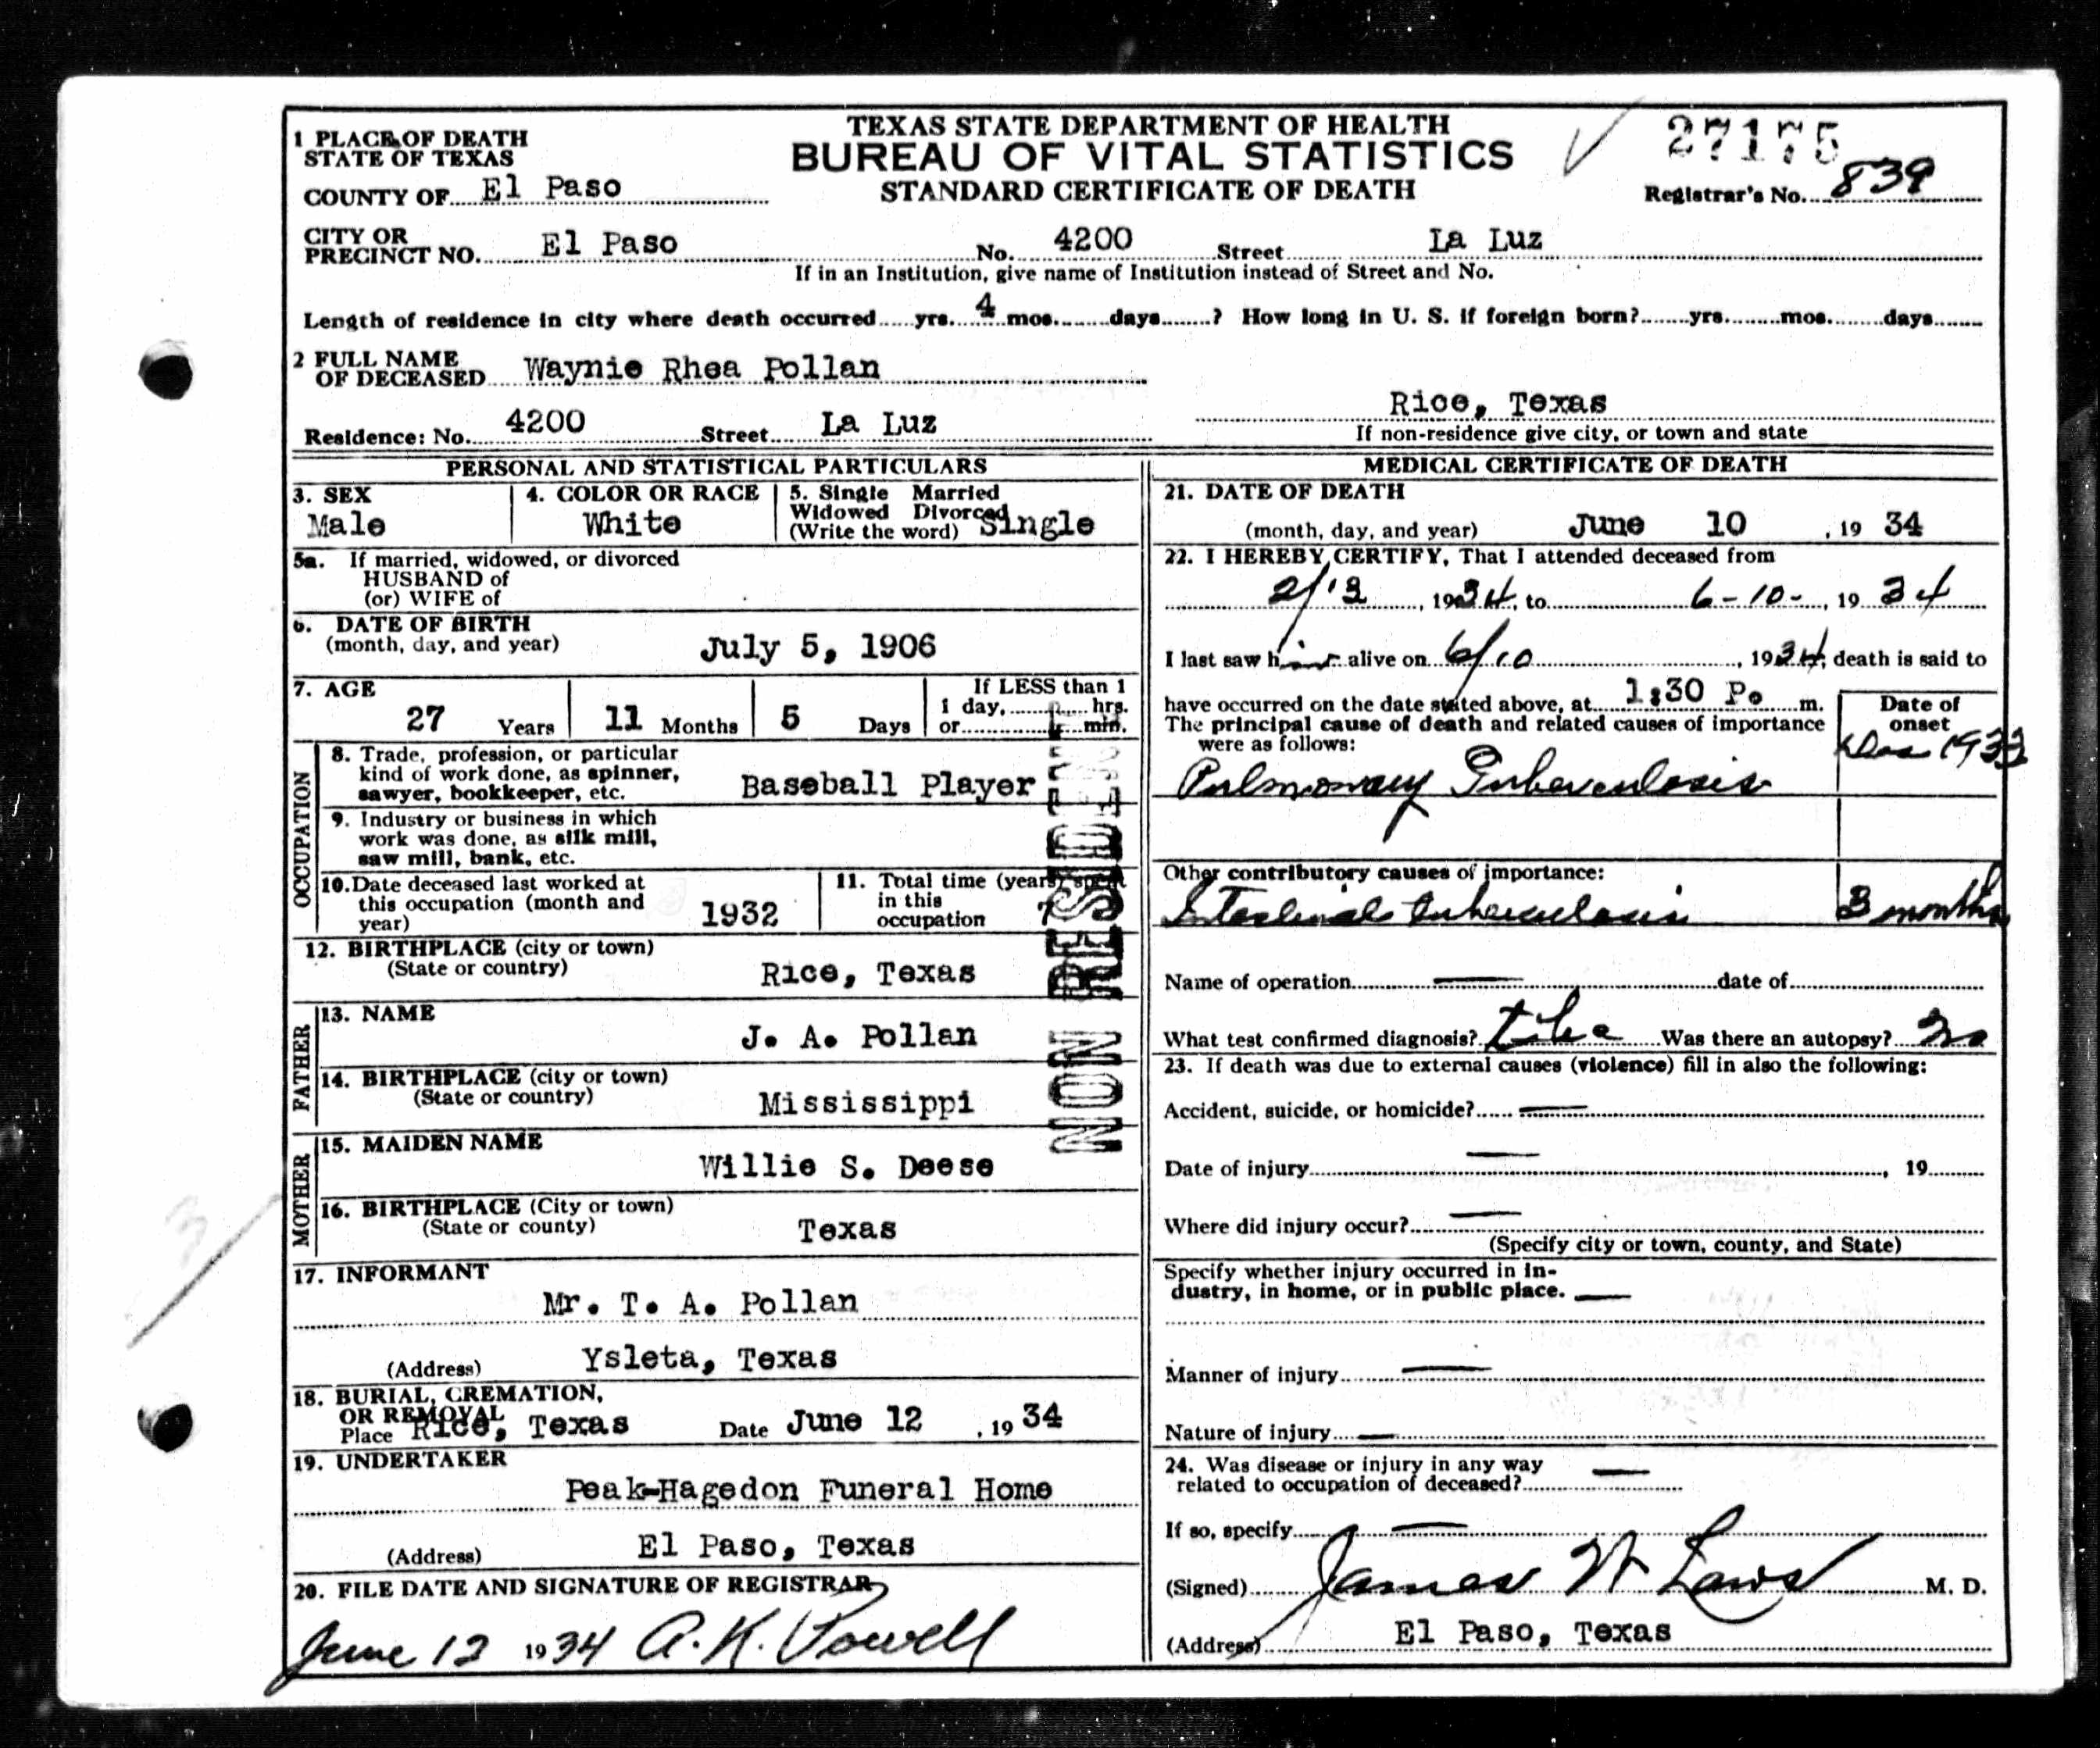 1 PLACE OF DEATH
STATE OF TEXAS
COUNTY OF El Paso
TEXAS STATE DEPARTMENT OF HEALTH
BUREAU OF VITAL STATISTICS
STANDARD CERTIFICATE OF DEATH
27175
Registrar's No. 839
CITY OR
PRECINCT NO. El Paso No. 4200 Street La Luz
If in an Institution, give name of Institution instead of Street and No.
Length of residence in city where death occurred yrs. 4 mos. days ? How long in U. S. if foreign born? yrs. mos. days
2 FULL NAME
OF DECEASED Waynie Rhea Pollan
Residence: No. 4200 Street La Luz
Rice, Texas
If non-residence give city, or town and state
PERSONAL AND STATISTICAL PARTICULARS
3. SEX
Male
4. COLOR OR RACE
White
5. Single Married
Widowed Divorced
(Write the word) Single
5a. If married, widowed, or divorced
HUSBAND of
(or) WIFE of
6. DATE OF BIRTH
(month, day, and year) July 5, 1906
7. AGE
27 Years 11 Months 5 Days
If LESS than 1
1 day, hrs.
or min.
OCCUPATION
8. Trade, profession, or particular
kind of work done, as spinner,
sawyer, bookkeeper, etc. Baseball Player
9. Industry or business in which
work was done, as silk mill,
saw mill, bank, etc.
10. Date deceased last worked at
this occupation (month and
year) 1932
11. Total time (years) spent
in this
occupation 7
NON RESIDENT
12. BIRTHPLACE (city or town)
(State or country) Rice, Texas
FATHER
13. NAME
J. A. Pollan
14. BIRTHPLACE (city or town)
(State or country) Mississippi
MOTHER
15. MAIDEN NAME
Willie S. Deese
16. BIRTHPLACE (City or town)
(State or county) Texas
17. INFORMANT
Mr. T. A. Pollan
(Address) Ysleta, Texas
18. BURIAL, CREMATION,
OR REMOVAL
Place Rice, Texas Date June 12, 19 34
19. UNDERTAKER
Peak-Hagedon Funeral Home
(Address) El Paso, Texas
20. FILE DATE AND SIGNATURE OF REGISTRAR
June 12 1934 A. K. Powell
MEDICAL CERTIFICATE OF DEATH
21. DATE OF DEATH
(month, day, and year) June 10, 19 34
22. I HEREBY CERTIFY, That I attended deceased from
1934, to 6-10-, 19 34
I last saw him alive on 6/10, 1934, death is said to
have occurred on the date stated above, at 1:30 P. m.
The principal cause of death and related causes of importance
were as follows:
Date of
onset
Pulmonary Tuberculosis Dec 1933
Other contributory causes of importance:
Intestinal tuberculosis 3 months
Name of operation — date of
What test confirmed diagnosis? Was there an autopsy? No
23. If death was due to external causes (violence) fill in also the following:
Accident, suicide, or homicide? —
Date of injury —, 19
Where did injury occur? —
(Specify city or town, county, and State)
Specify whether injury occurred in in-
dustry, in home, or in public place. —
Manner of injury —
Nature of injury —
24. Was disease or injury in any way
related to occupation of deceased? —
If so, specify —
(Signed) James W Laws M. D.
(Address) El Paso, Texas
3